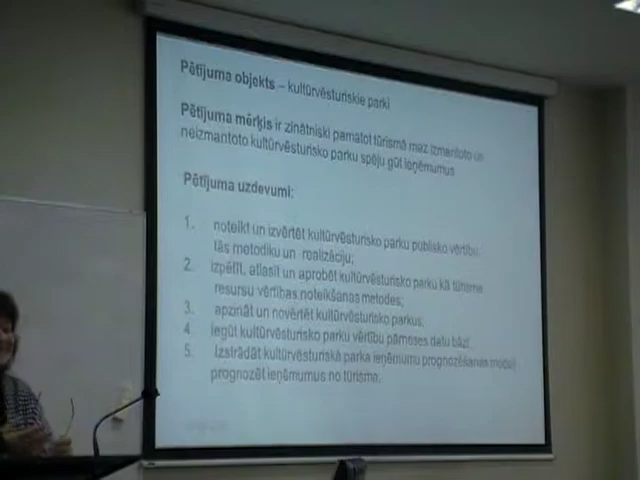 Pētījuma objekts – kultūrvēsturiskie parki
Pētījuma mērķis ir zinātniski pamatot tūrismā maz izmantoto un
neizmantoto kultūrvēsturisko parku spēju gūt ieņēmumus
Pētījuma uzdevumi:
1. noteikt un izvērtēt kultūrvēsturisko parku publisko vērtību,
tās metodiku un realizāciju;
2. izpētīt, atlasīt un aprobēt kultūrvēsturisko parku kā tūrisma
resursu vērtības noteikšanas metodes;
3. apzināt un novērtēt kultūrvēsturisko parkus;
4. iegūt kultūrvēsturisko parku vērtību pamases datu bāzi
5. Izstrādāt kultūrvēsturiskā parka ieņēmumu prognozēšanas modeli
prognozēt ieņēmumus no tūrisma.